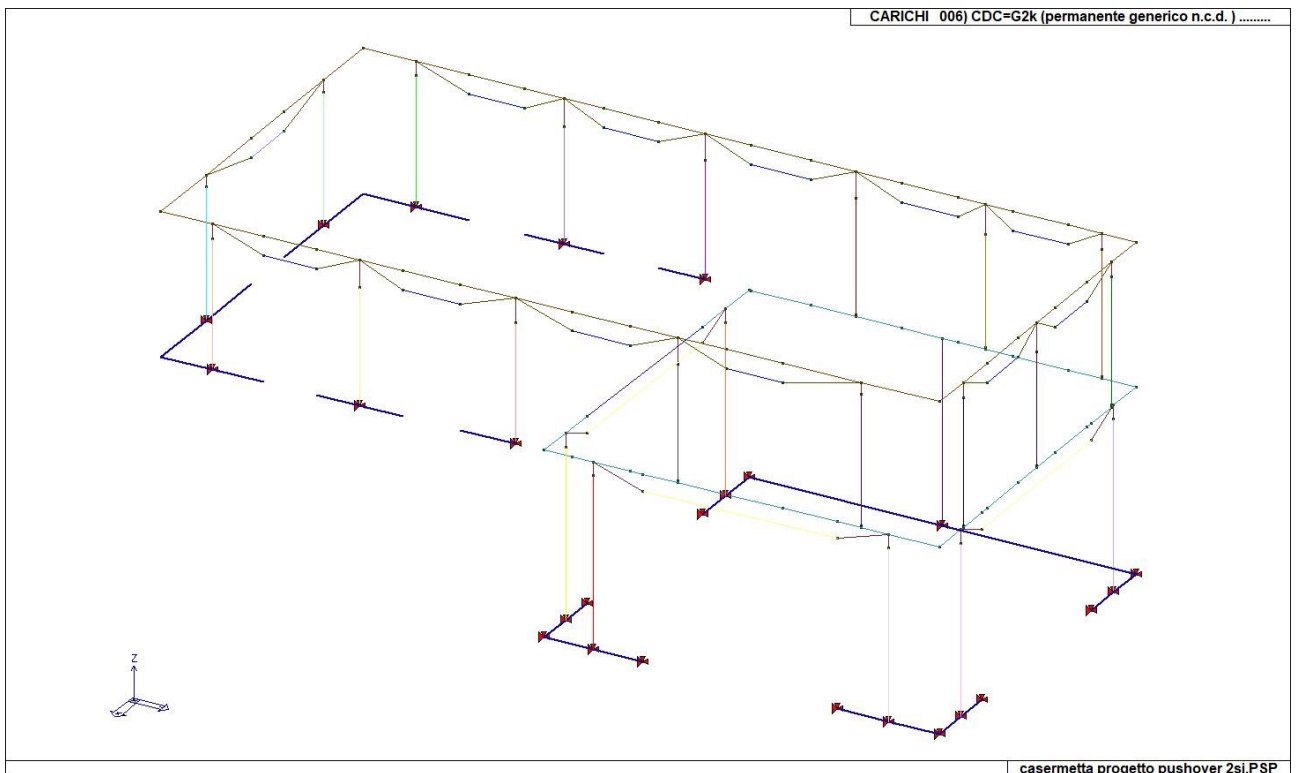 CARICHI 006) CDC=G2k (permanente generico n.c.d. ) .........
Z
casermetta progetto pushover 2si.PSP